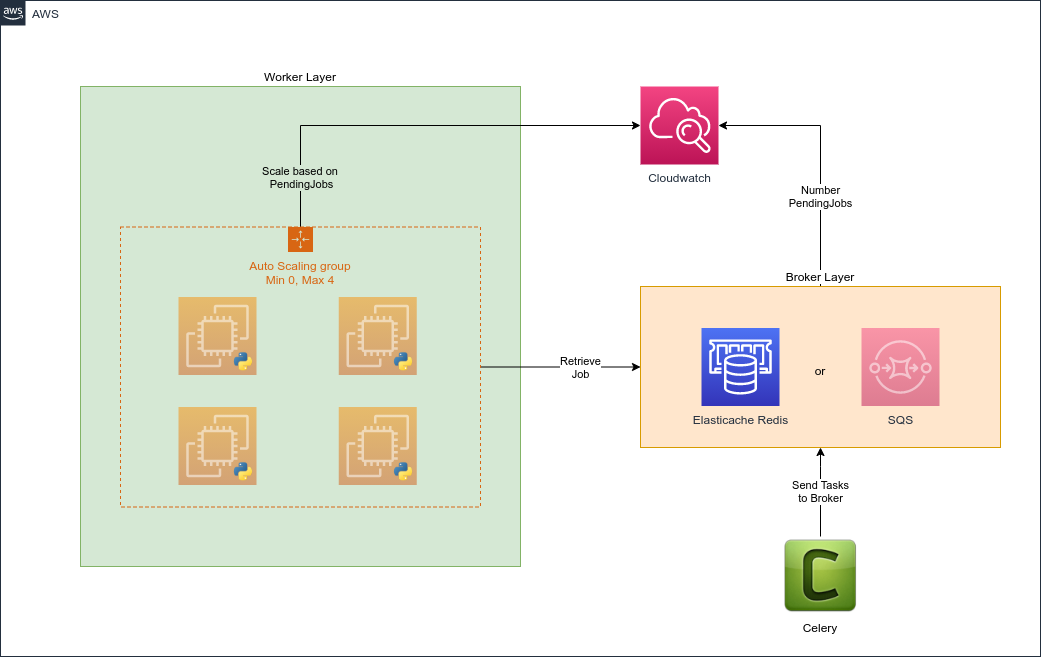 aws
AWS
Worker Layer
Scale based on
PendingJobs
Cloudwatch
Number
PendingJobs
Auto Scaling group
Min 0, Max 4
Broker Layer
Retrieve
Job
or
Elasticache Redis
SQS
Send Tasks
to Broker
C
Celery